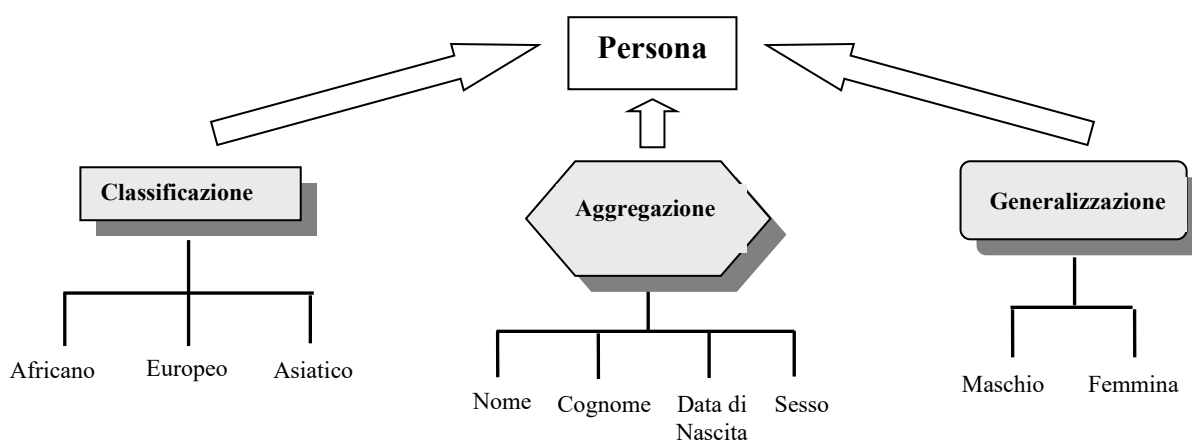 Persona
Classificazione
Aggregazione
Generalizzazione
Africano
Europeo
Asiatico
Nome
Cognome
Data di
Nascita
Sesso
Maschio
Femmina